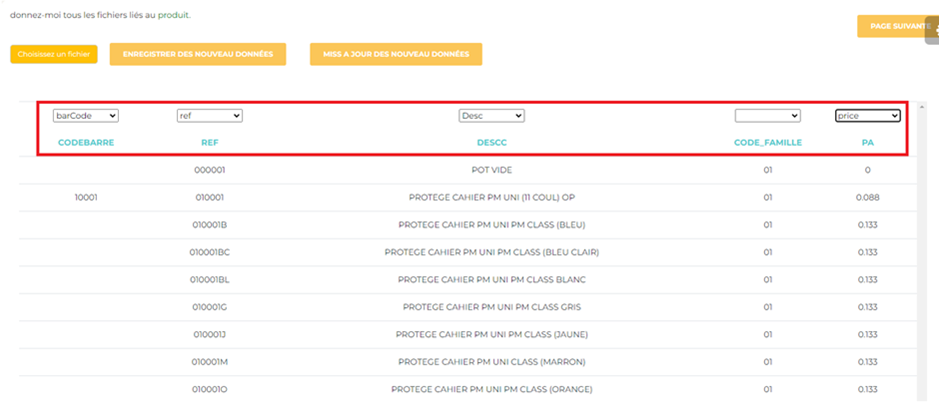 donnez-moi tous les fichiers liés au produit.
PAGE SUIVANTE
Choisissez un fichier ENREGISTRER DES NOUVEAU DONNÉES MISS A JOUR DES NOUVEAU DONNÉES
barCode ref Desc price
CODEBARRE REF DESCC CODE_FAMILLE PA
000001 POT VIDE 01 0
10001 010001 PROTEGE CAHIER PM UNI (11 COUL) OP 01 0.088
010001B PROTEGE CAHIER PM UNI PM CLASS (BLEU) 01 0.133
010001BC PROTEGE CAHIER PM UNI PM CLASS (BLEU CLAIR) 01 0.133
010001BL PROTEGE CAHIER PM UNI PM CLASS BLANC 01 0.133
010001G PROTEGE CAHIER PM UNI PM CLASS GRIS 01 0.133
010001J PROTEGE CAHIER PM UNI PM CLASS (JAUNE) 01 0.133
010001M PROTEGE CAHIER PM UNI CLASS (MARRON) 01 0.133
010001O PROTEGE CAHIER PM UNI PM CLASS (ORANGE) 01 0.133